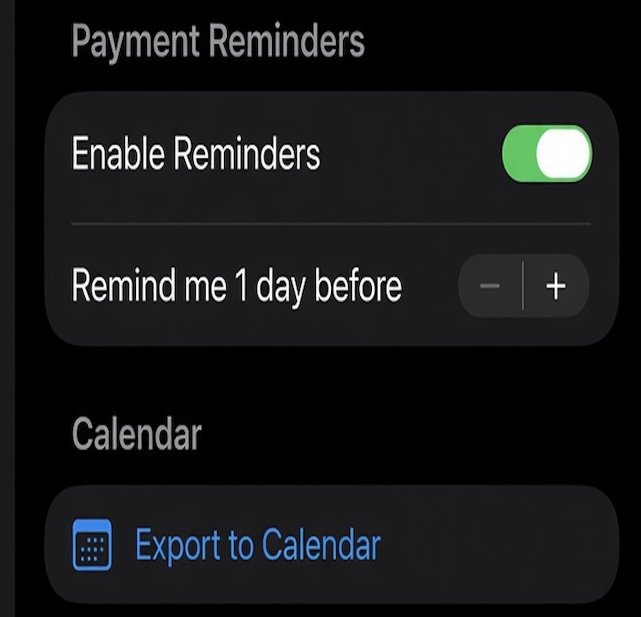 Payment Reminders
Enable Reminders
Remind me 1 day before
Calendar
Export to Calendar